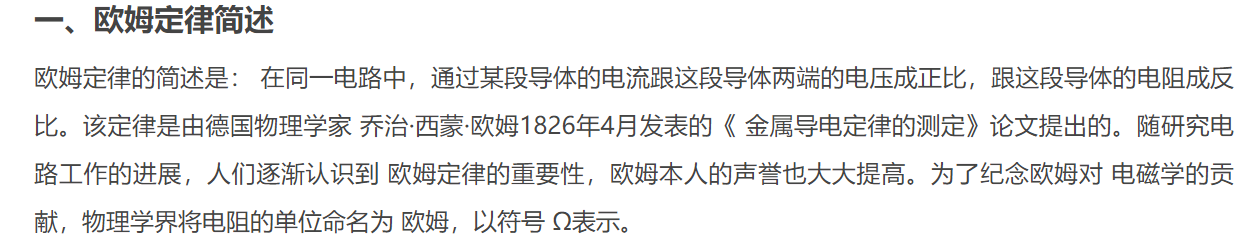 一、欧姆定律简述
欧姆定律的简述是： 在同一电路中，通过某段导体的电流跟这段导体两端的电压成正比，跟这段导体的电阻成反
比。该定律是由德国物理学家 乔治·西蒙·欧姆1826年4月发表的《 金属导电定律的测定》论文提出的。随研究电
路工作的进展，人们逐渐认识到 欧姆定律的重要性，欧姆本人的声誉也大大提高。为了纪念欧姆对 电磁学的贡
献，物理学界将电阻的单位命名为 欧姆，以符号 Ω表示。